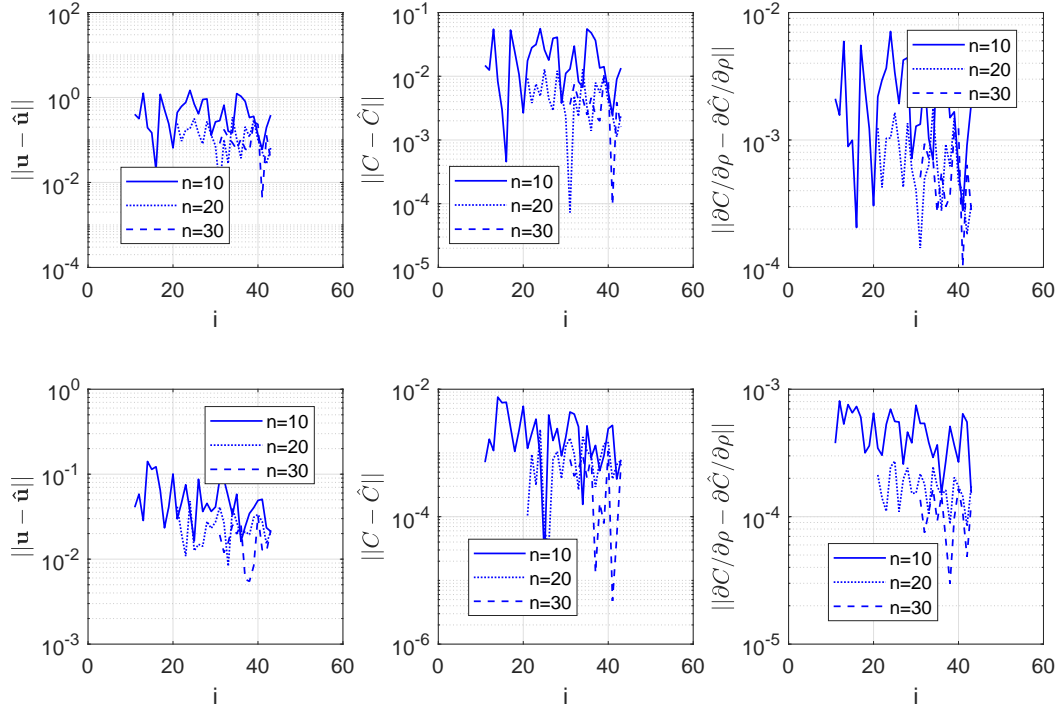 10^2
10^0
10^-2
10^-4
||u − û||
0 20 40 60
i
n=10
n=20
n=30
10^-1
10^-2
10^-3
10^-4
10^-5
||C − Ĉ||
0 20 40 60
i
n=10
n=20
n=30
10^-2
10^-3
10^-4
||∂C/∂ρ − ∂Ĉ/∂ρ||
0 20 40 60
i
n=10
n=20
n=30
10^0
10^-1
10^-2
10^-3
||u − û||
0 20 40 60
i
n=10
n=20
n=30
10^-2
10^-4
10^-6
||C − Ĉ||
0 20 40 60
i
n=10
n=20
n=30
10^-3
10^-4
10^-5
||∂C/∂ρ − ∂Ĉ/∂ρ||
0 20 40 60
i
n=10
n=20
n=30